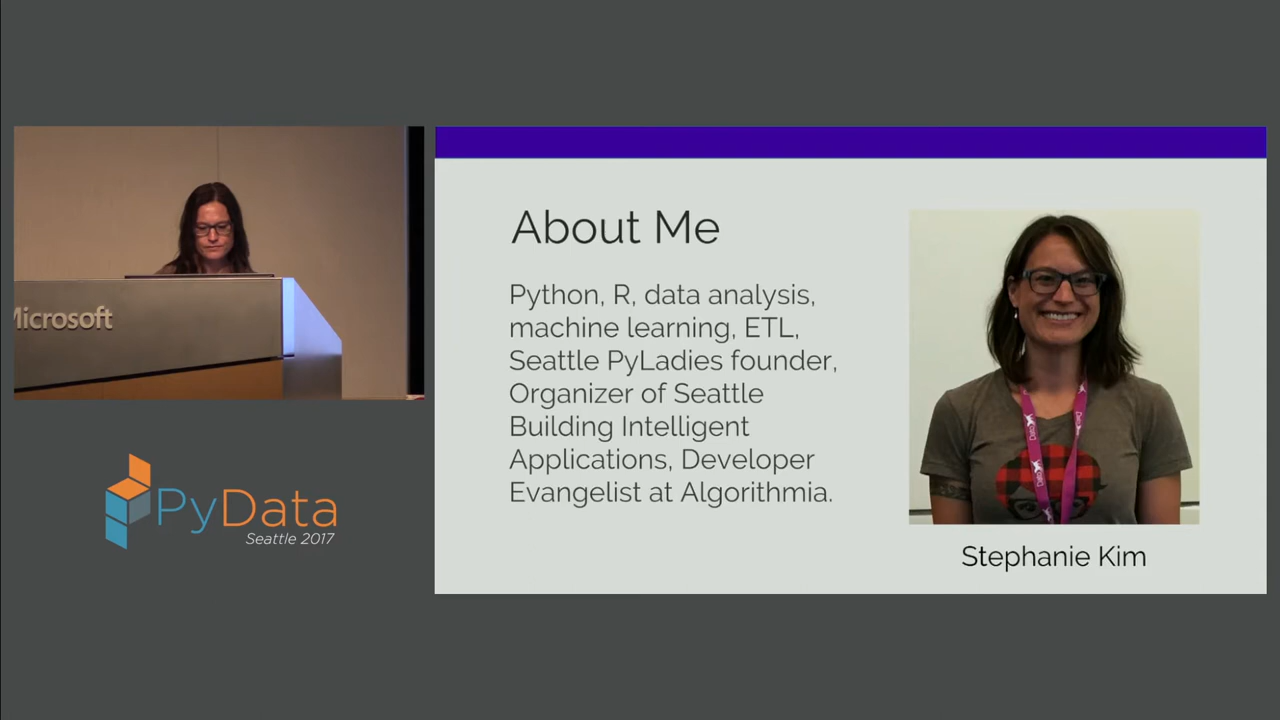 Microsoft
PyData
Seattle 2017
About Me
Python, R, data analysis,
machine learning, ETL,
Seattle PyLadies founder,
Organizer of Seattle
Building Intelligent
Applications, Developer
Evangelist at Algorithmia.
Stephanie Kim